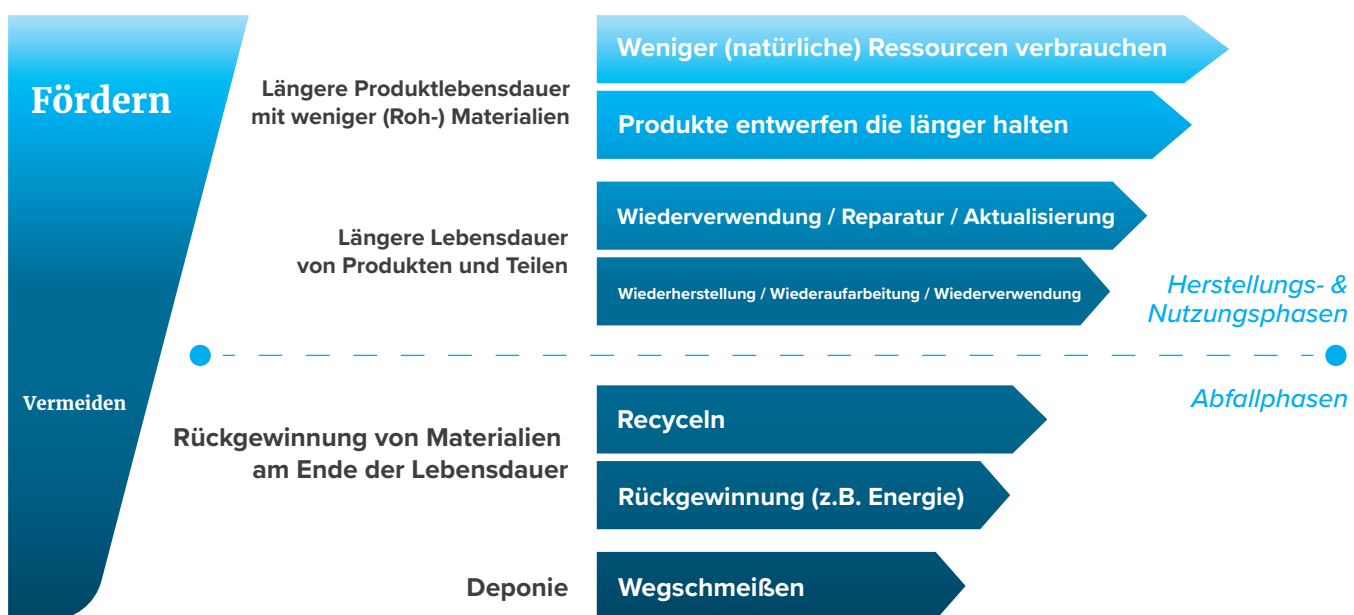 Fördern
Längere Produktlebensdauer
mit weniger (Roh-) Materialien
Weniger (natürliche) Ressourcen verbrauchen
Produkte entwerfen die länger halten
Längere Lebensdauer
von Produkten und Teilen
Wiederverwendung / Reparatur / Aktualisierung
Wiederherstellung / Wiederaufarbeitung / Wiederverwendung
Herstellungs- &
Nutzungsphasen
Vermeiden
Abfallphasen
Rückgewinnung von Materialien
am Ende der Lebensdauer
Recyceln
Rückgewinnung (z.B. Energie)
Deponie
Wegschmeißen